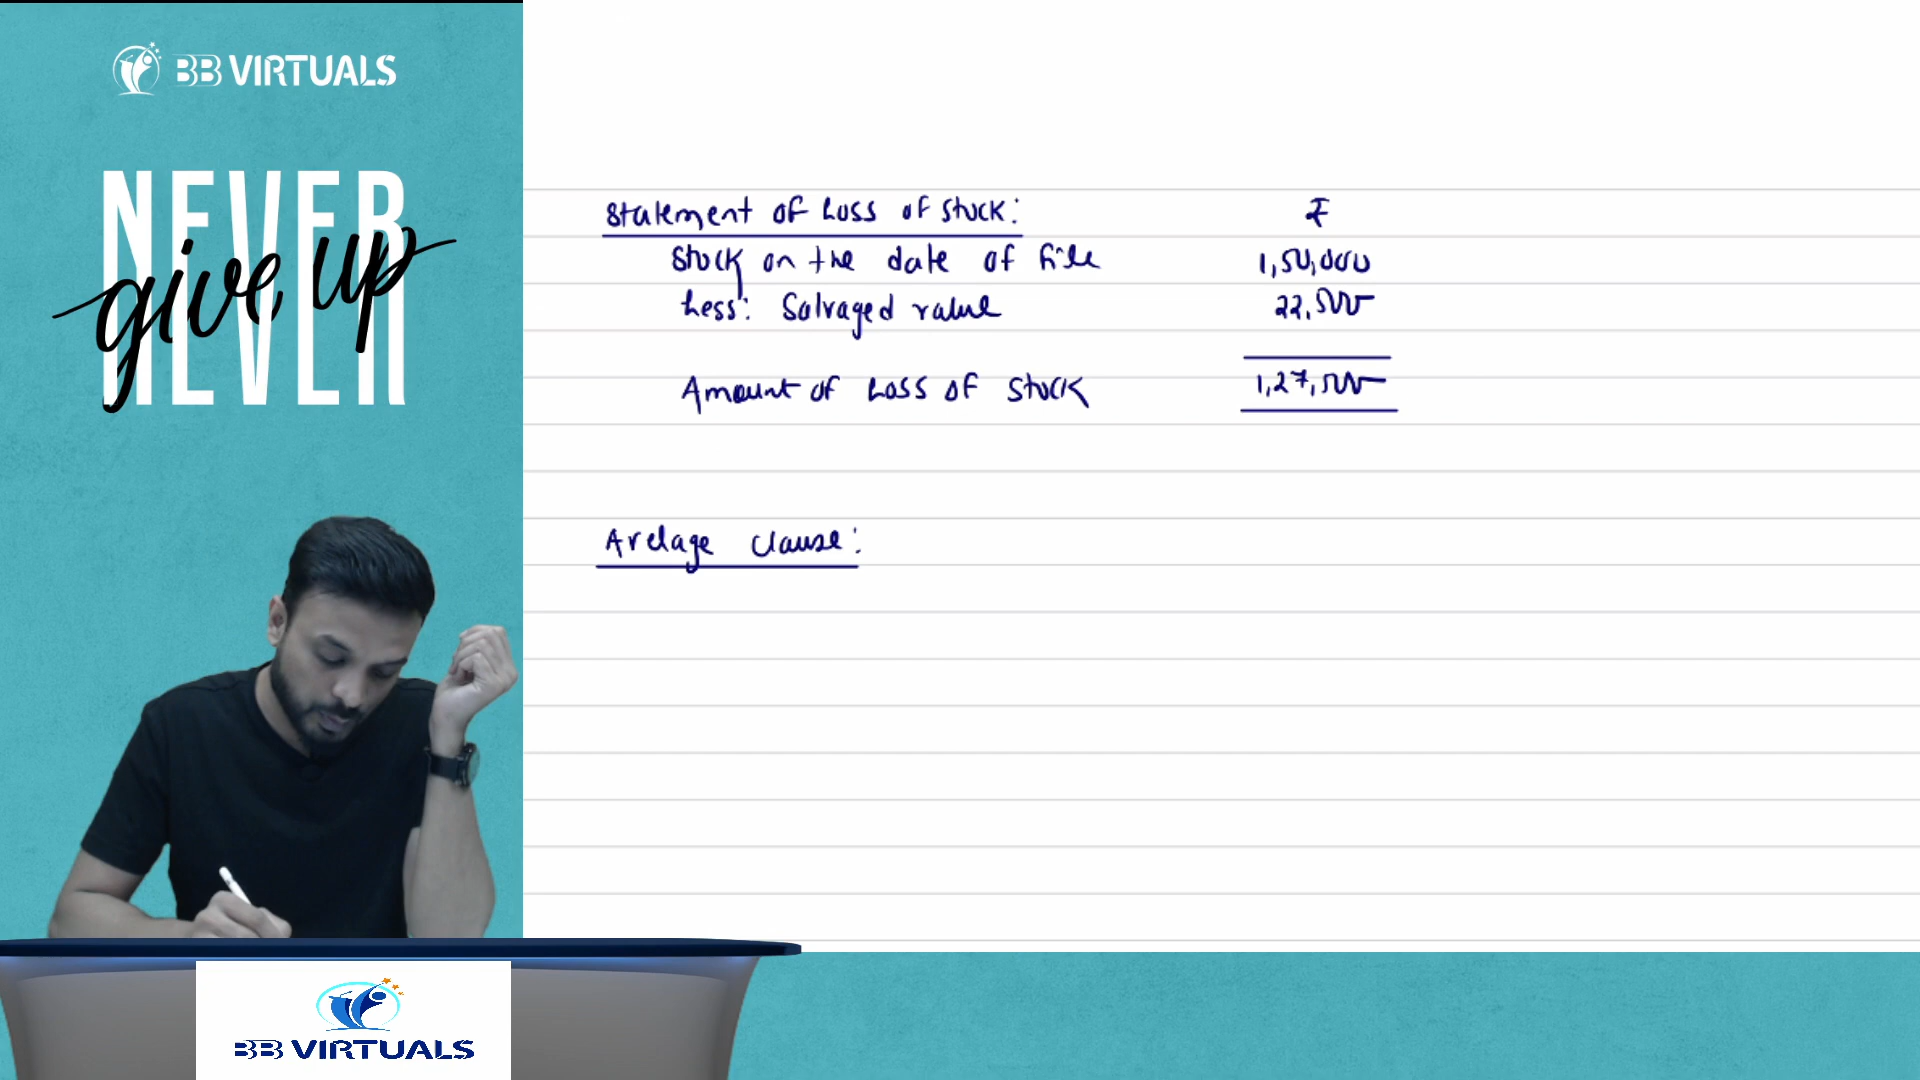 BB VIRTUALS
NEVER
give up
NEVER
Statement of Loss of Stock: ₹
Stock on the date of fire 1,50,000
Less: Salvaged value 22,500
Amount of Loss of Stock 1,27,500
Average Clause:
BB VIRTUALS